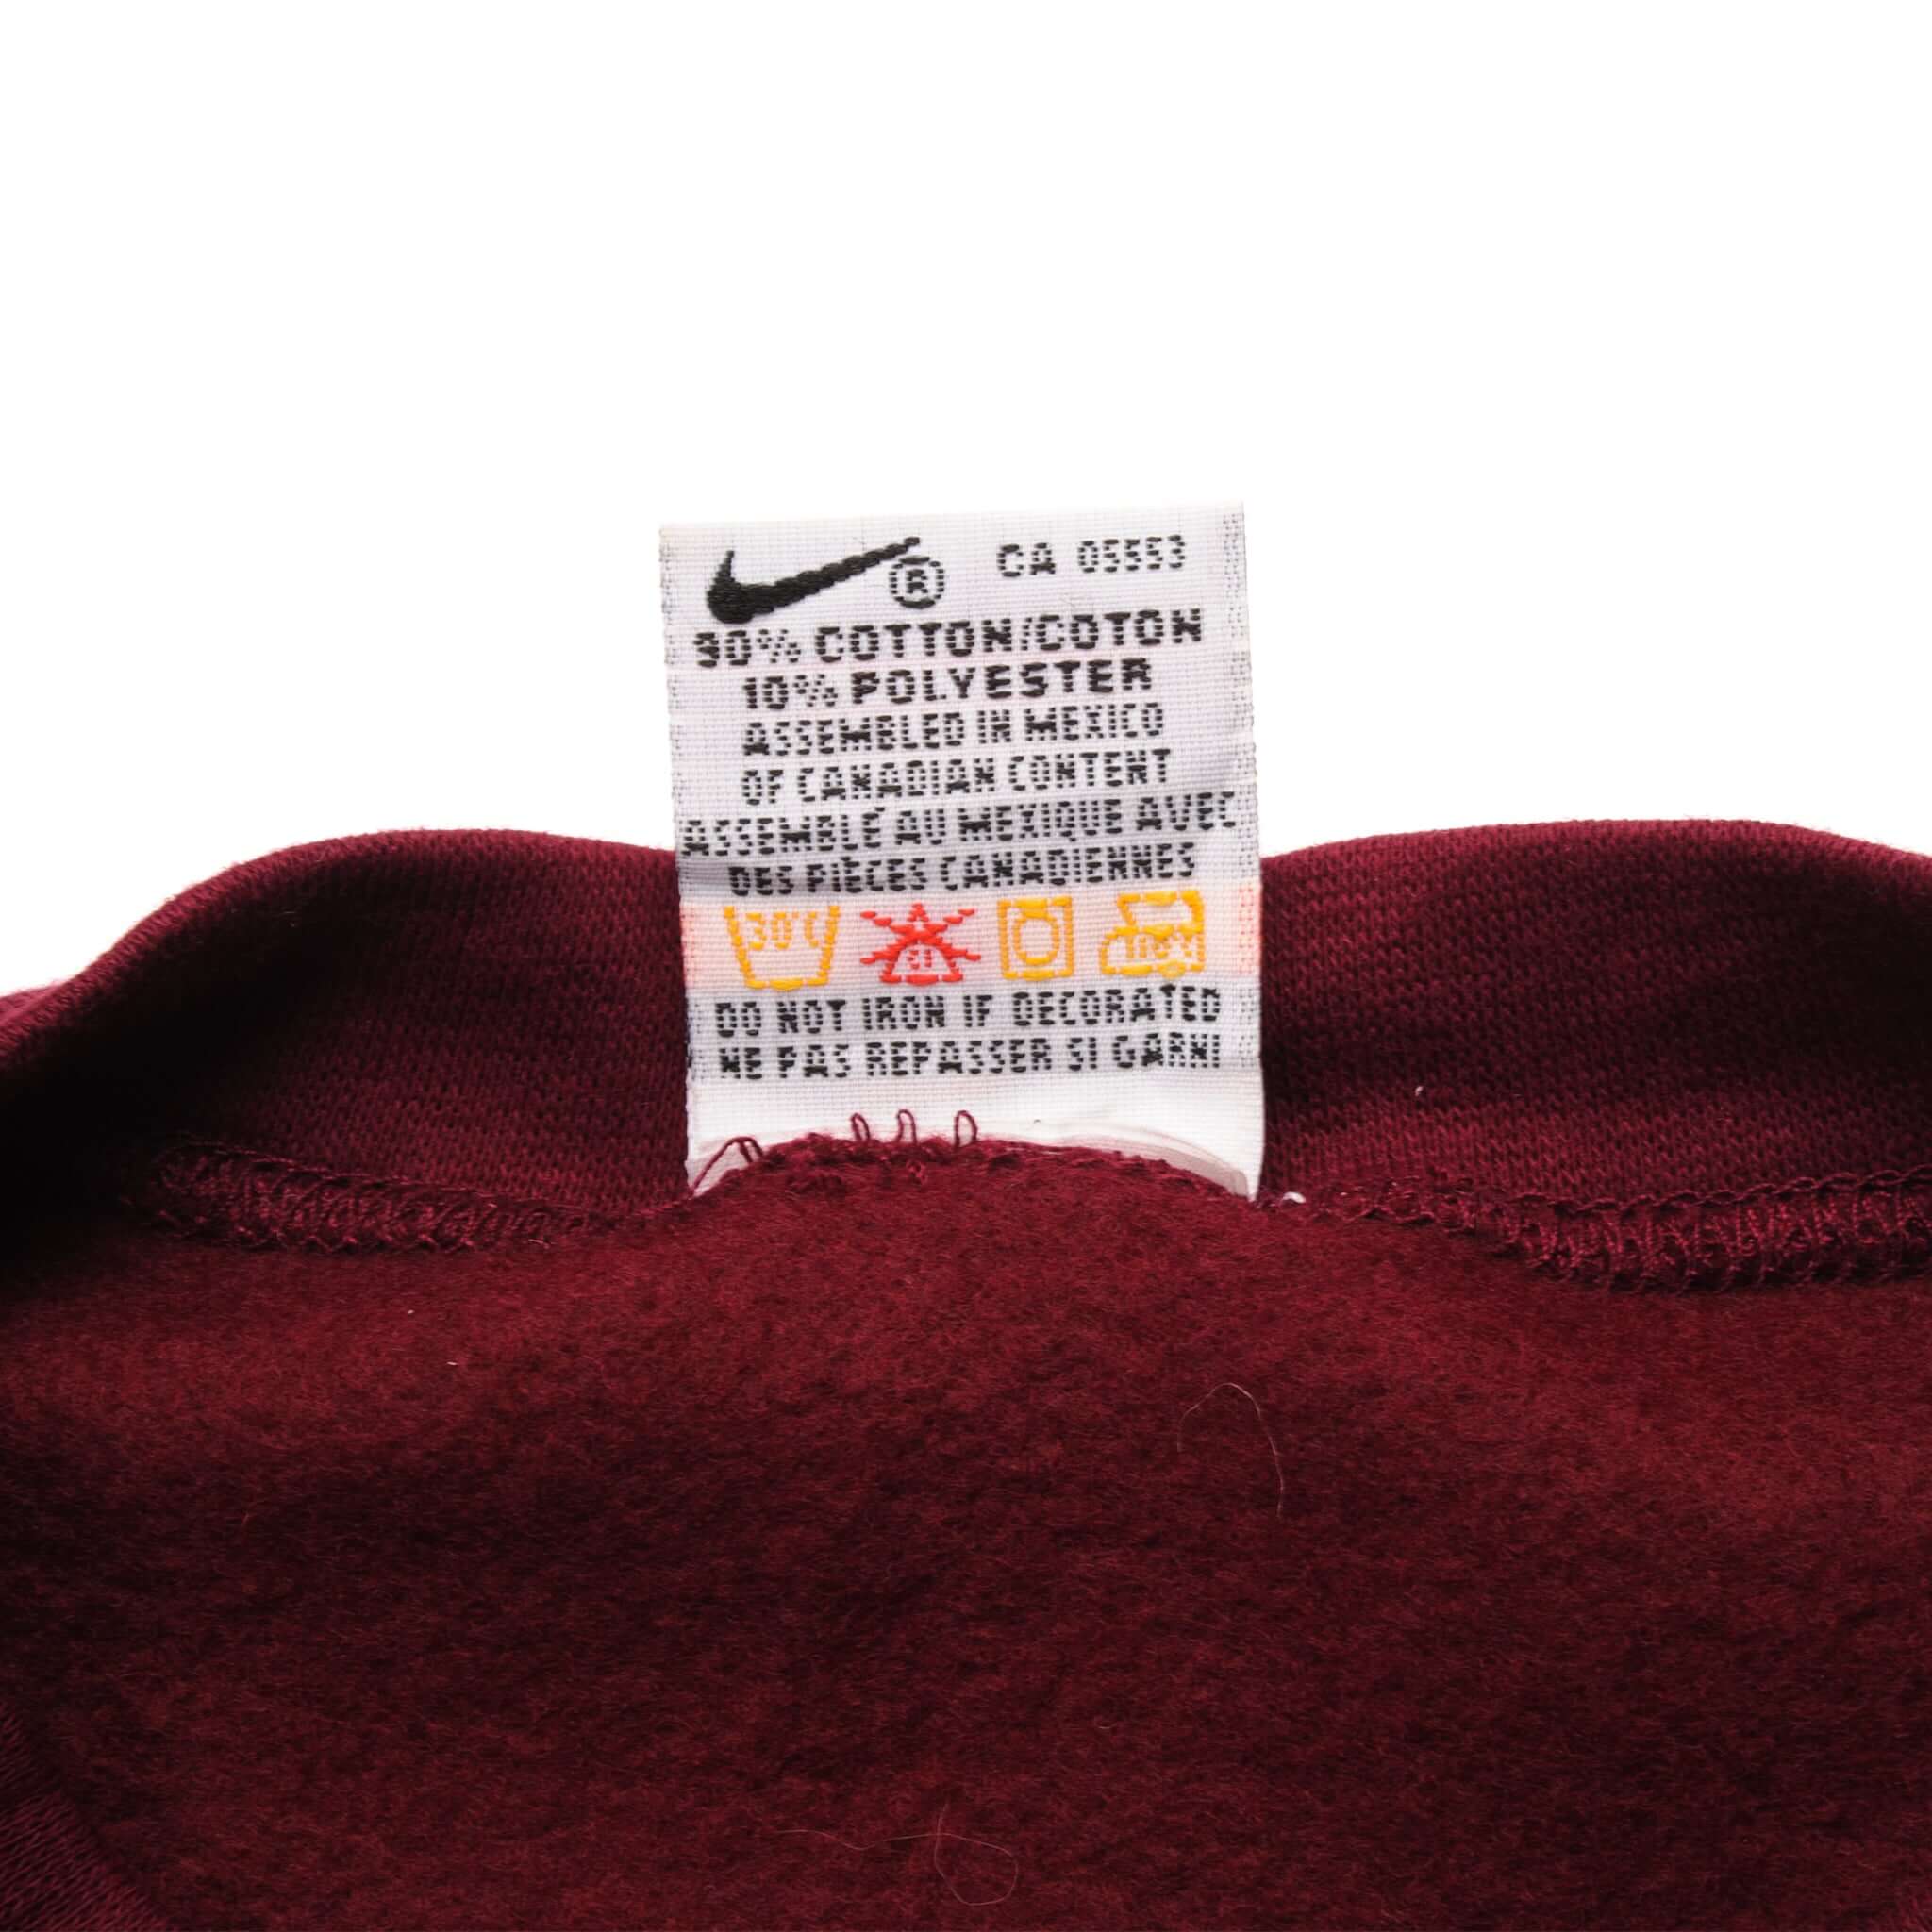 ® CA 05553
90% COTTON/COTON
10% POLYESTER
ASSEMBLED IN MEXICO
OF CANADIAN CONTENT
ASSEMBLÉ AU MEXIQUE AVEC
DES PIÈCES CANADIENNES
30°C
DO NOT IRON IF DECORATED
NE PAS REPASSER SI GARNI